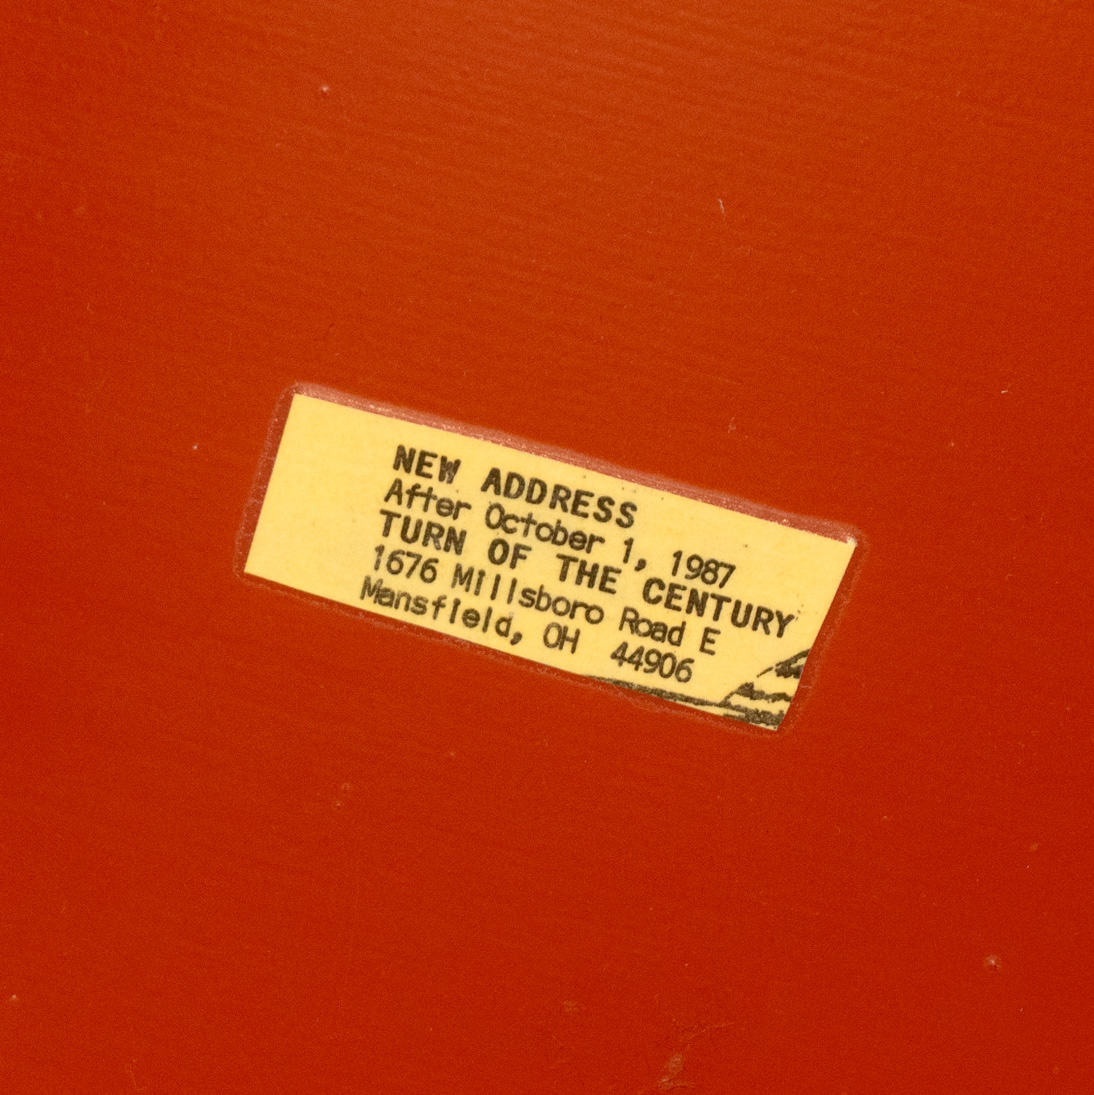 NEW ADDRESS
After October 1, 1987
TURN OF THE CENTURY
1676 Millsboro Road E
Mansfield, OH 44906